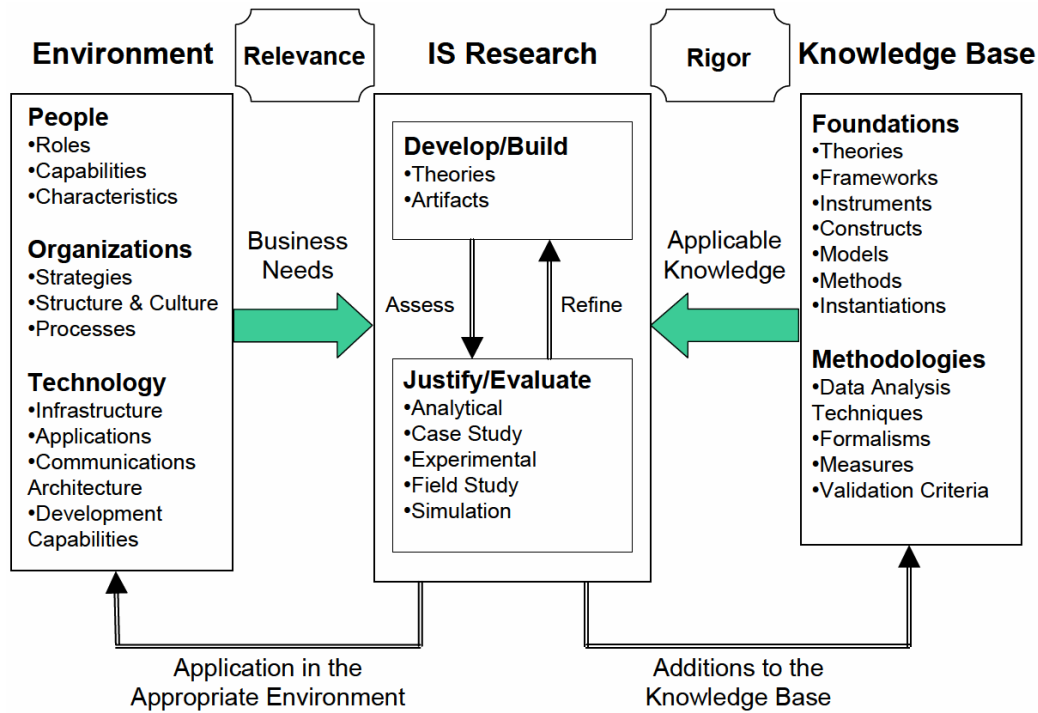 Environment
Relevance
IS Research
Rigor
Knowledge Base
People
•Roles
•Capabilities
•Characteristics
Organizations
•Strategies
•Structure & Culture
•Processes
Technology
•Infrastructure
•Applications
•Communications
Architecture
•Development
Capabilities
Business
Needs
Develop/Build
•Theories
•Artifacts
Assess
Refine
Justify/Evaluate
•Analytical
•Case Study
•Experimental
•Field Study
•Simulation
Applicable
Knowledge
Foundations
•Theories
•Frameworks
•Instruments
•Constructs
•Models
•Methods
•Instantiations
Methodologies
•Data Analysis
Techniques
•Formalisms
•Measures
•Validation Criteria
Application in the
Appropriate Environment
Additions to the
Knowledge Base